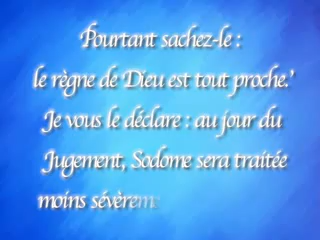 Pourtant sachez-le :
le règne de Dieu est tout proche.'
Je vous le déclare : au jour du
Jugement, Sodome sera traitée
moins sévèrem